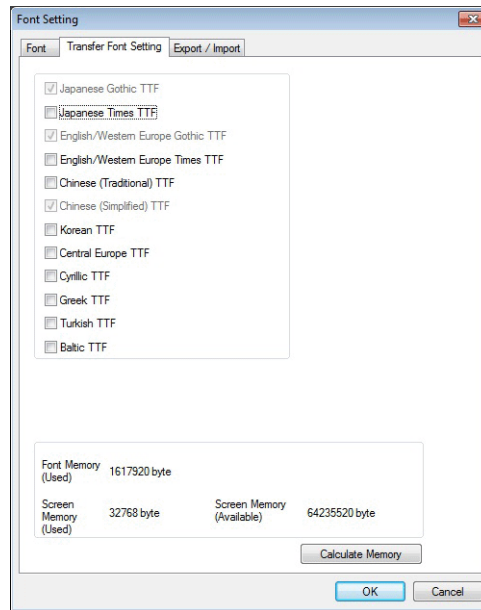 Font Setting
Font Transfer Font Setting Export / Import
Japanese Gothic TTF
Japanese Times TTF
English/Western Europe Gothic TTF
English/Western Europe Times TTF
Chinese (Traditional) TTF
Chinese (Simplified) TTF
Korean TTF
Central Europe TTF
Cyrillic TTF
Greek TTF
Turkish TTF
Baltic TTF
Font Memory
(Used)
1617920 byte
Screen
Memory
(Used)
32768 byte
Screen Memory
(Available)
64235520 byte
Calculate Memory
OK Cancel